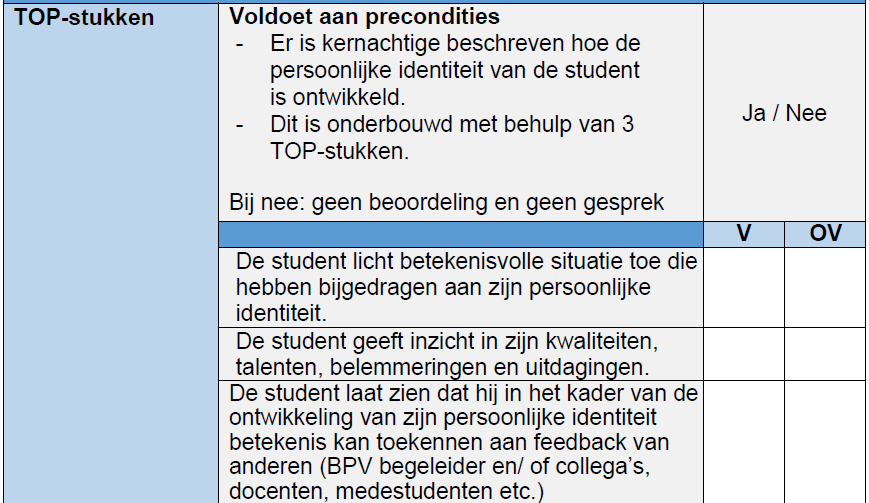 TOP-stukken
Voldoet aan precondities
- Er is kernachtige beschreven hoe de
persoonlijke identiteit van de student
is ontwikkeld.
- Dit is onderbouwd met behulp van 3
TOP-stukken.
Bij nee: geen beoordeling en geen gesprek
Ja / Nee
V OV
De student licht betekenisvolle situatie toe die
hebben bijgedragen aan zijn persoonlijke
identiteit.
De student geeft inzicht in zijn kwaliteiten,
talenten, belemmeringen en uitdagingen.
De student laat zien dat hij in het kader van de
ontwikkeling van zijn persoonlijke identiteit
betekenis kan toekennen aan feedback van
anderen (BPV begeleider en/ of collega’s,
docenten, medestudenten etc.)